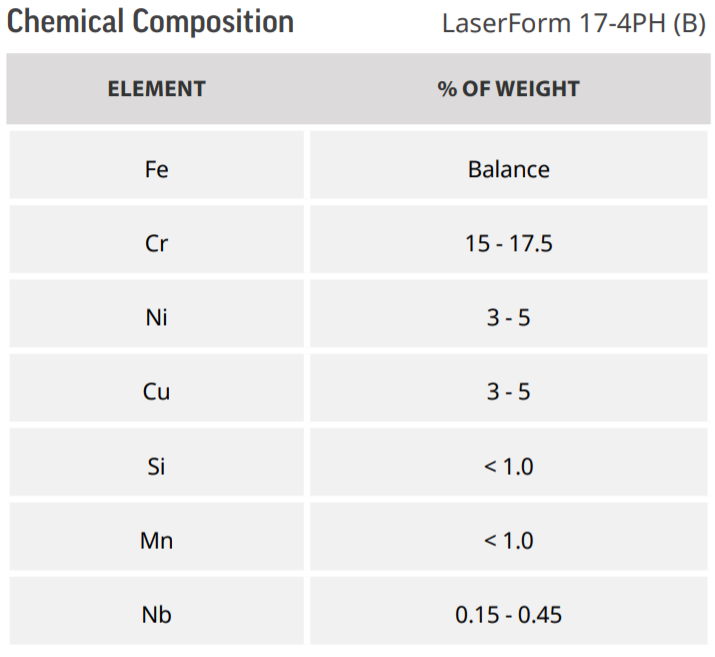 Chemical Composition LaserForm 17-4PH (B)
ELEMENT % OF WEIGHT
Fe Balance
Cr 15 - 17.5
Ni 3 - 5
Cu 3 - 5
Si < 1.0
Mn < 1.0
Nb 0.15 - 0.45